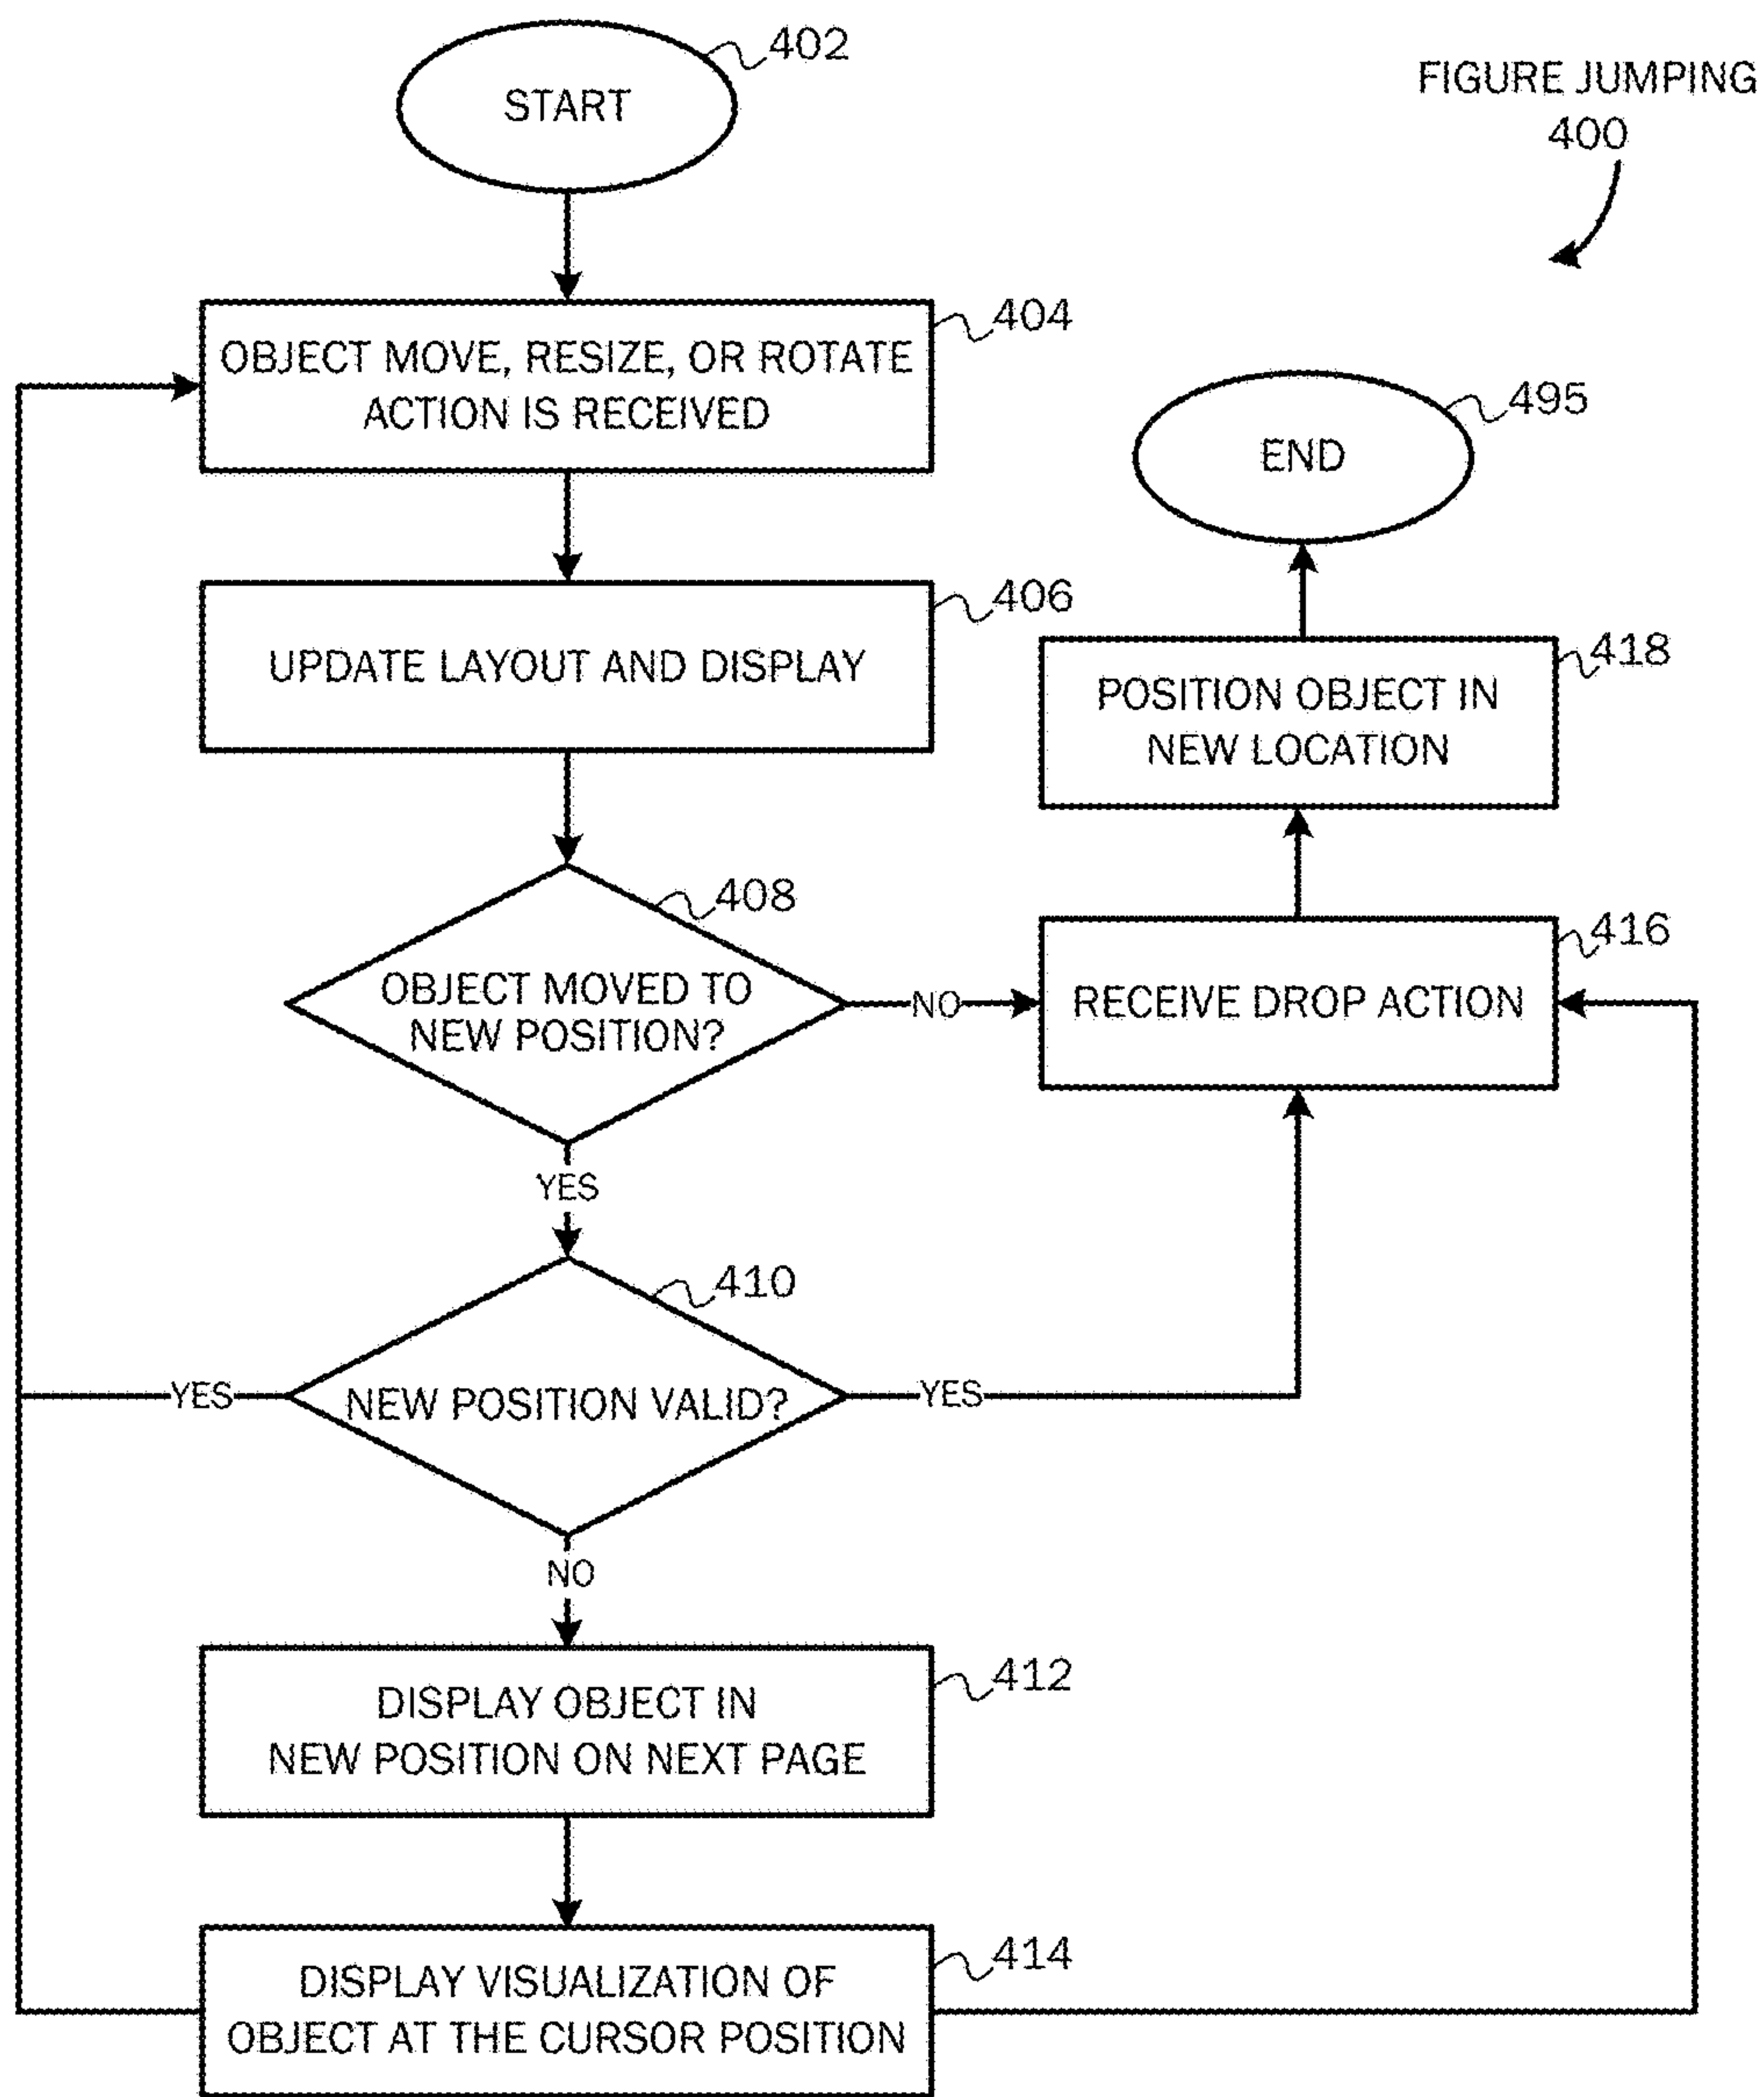 402
START
FIGURE JUMPING
400
404
OBJECT MOVE, RESIZE, OR ROTATE
ACTION IS RECEIVED
495
END
406
UPDATE LAYOUT AND DISPLAY
418
POSITION OBJECT IN
NEW LOCATION
408
OBJECT MOVED TO
NEW POSITION?
NO
416
RECEIVE DROP ACTION
YES
410
NEW POSITION VALID?
YES
YES
NO
412
DISPLAY OBJECT IN
NEW POSITION ON NEXT PAGE
414
DISPLAY VISUALIZATION OF
OBJECT AT THE CURSOR POSITION